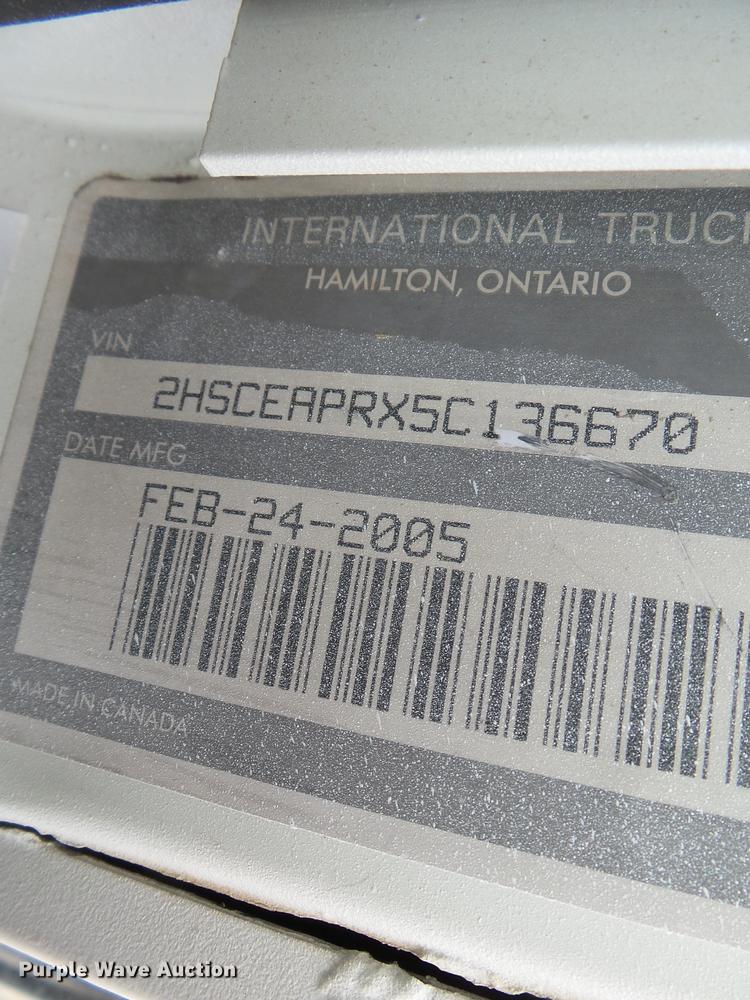 INTERNATIONAL TRUC
HAMILTON, ONTARIO
VIN
2HSCEAPRX5C136670
DATE MFG
FEB-24-2005
MADE IN CANADA
Purple Wave Auction